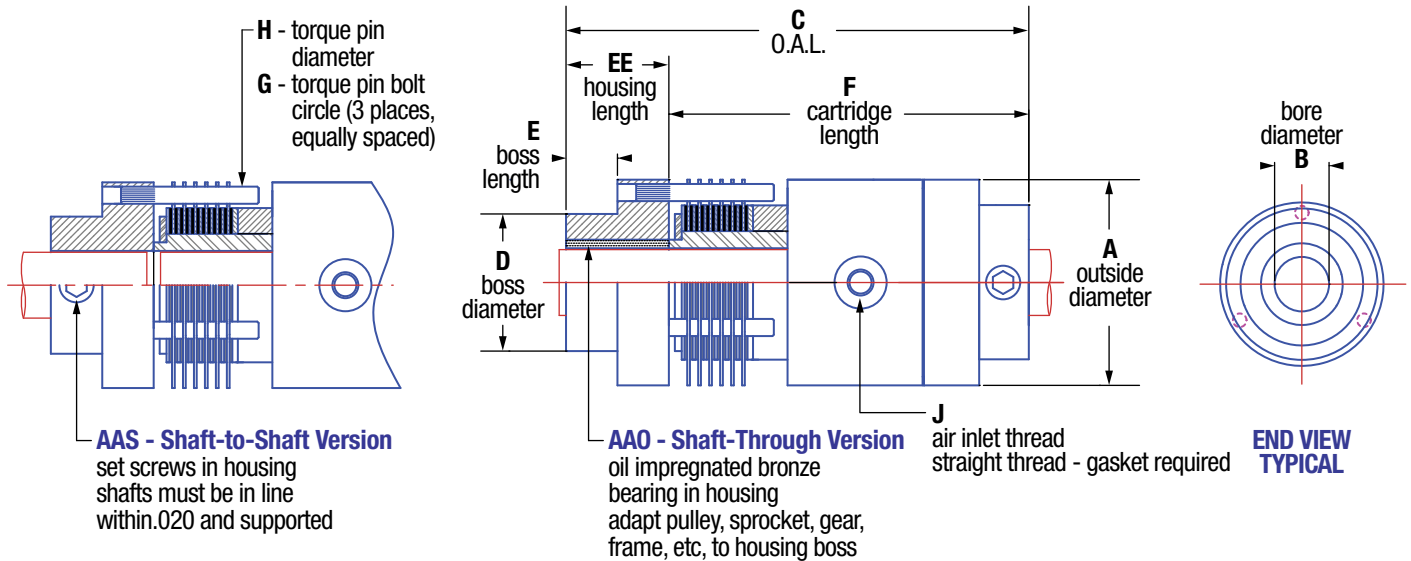 H - torque pin
diameter
G - torque pin bolt
circle (3 places,
equally spaced)
C
O.A.L.
EE
housing
length
F
cartridge
length
E
boss
length
D
boss
diameter
A
outside
diameter
bore
diameter
B
AAS - Shaft-to-Shaft Version
set screws in housing
shafts must be in line
within.020 and supported
AAO - Shaft-Through Version
oil impregnated bronze
bearing in housing
adapt pulley, sprocket, gear,
frame, etc, to housing boss
J
air inlet thread
straight thread - gasket required
END VIEW
TYPICAL